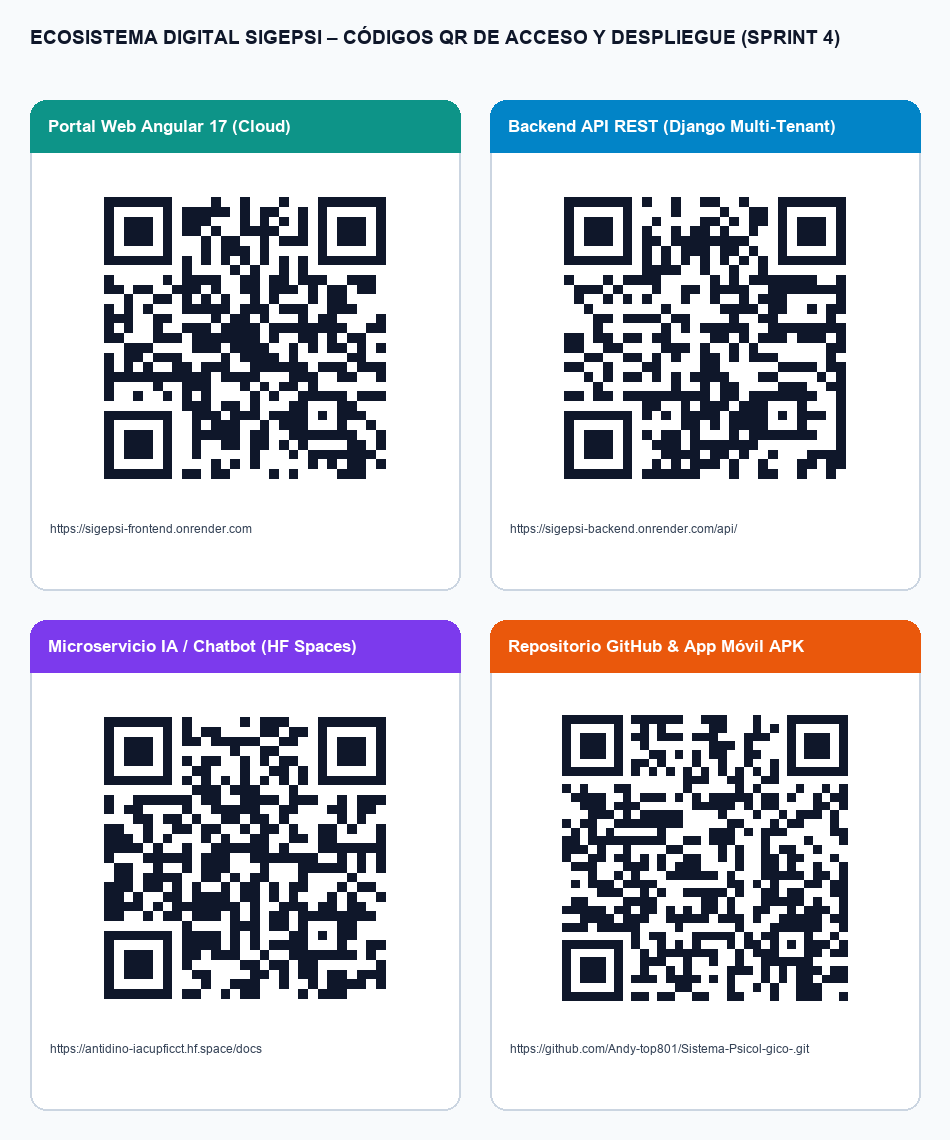 ECOSISTEMA DIGITAL SIGEPSI – CÓDIGOS QR DE ACCESO Y DESPLIEGUE (SPRINT 4)
Portal Web Angular 17 (Cloud)
https://sigepsi-frontend.onrender.com
Backend API REST (Django Multi-Tenant)
https://sigepsi-backend.onrender.com/api/
Microservicio IA / Chatbot (HF Spaces)
https://antidino-iacupficct.hf.space/docs
Repositorio GitHub & App Móvil APK
https://github.com/Andy-top801/Sistema-Psicol-gico-.git